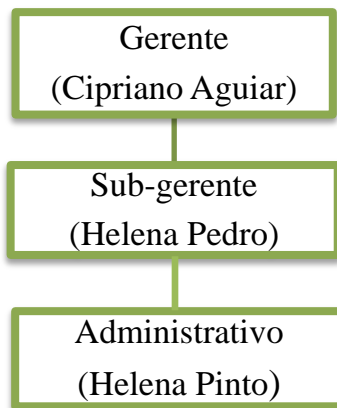 Gerente
(Cipriano Aguiar)
Sub-gerente
(Helena Pedro)
Administrativo
(Helena Pinto)